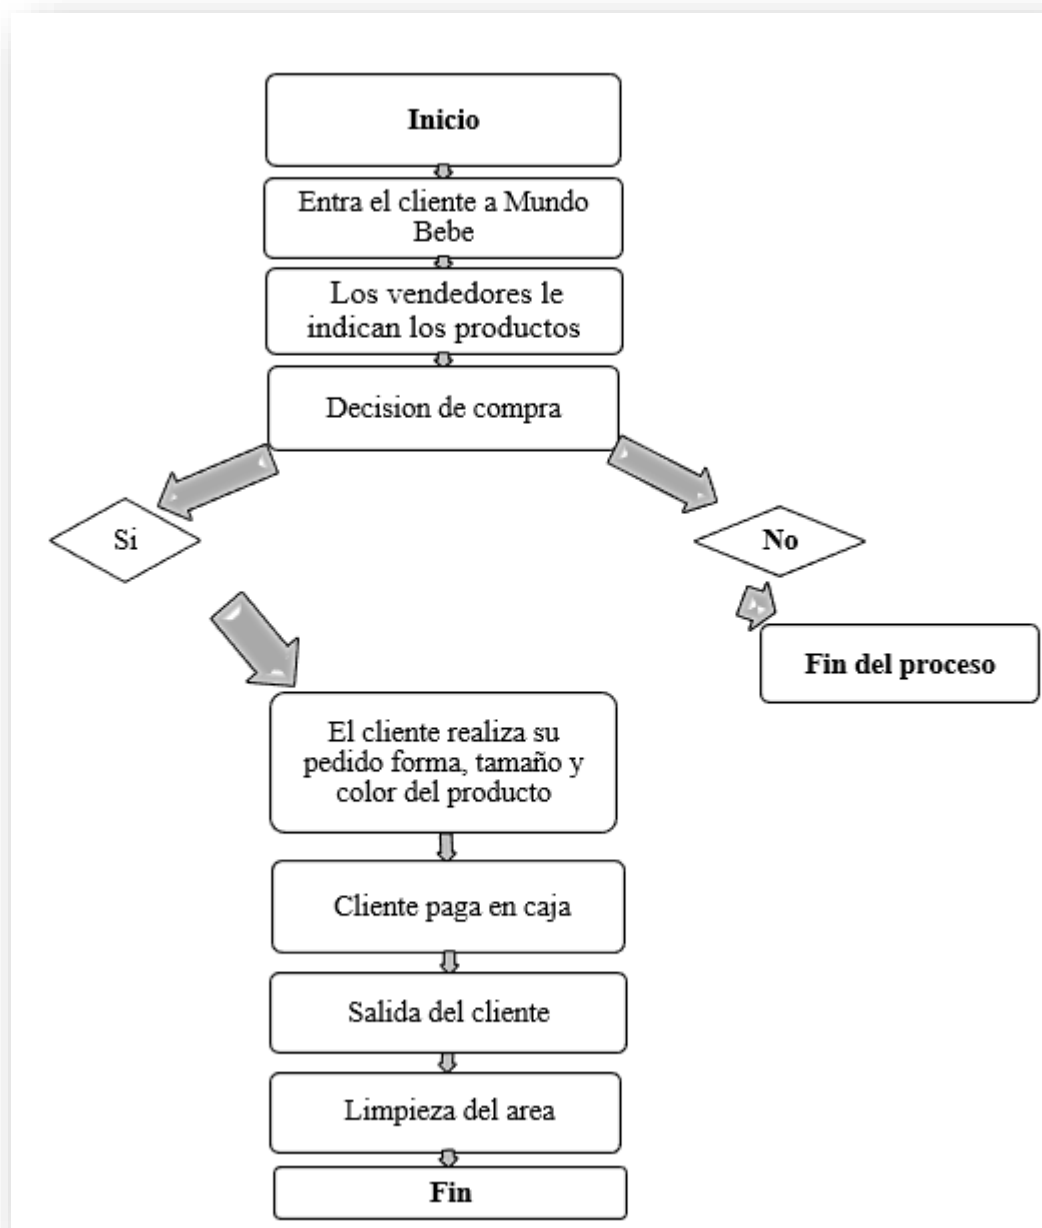 Inicio
Entra el cliente a Mundo
Bebe
Los vendedores le
indican los productos
Decision de compra
Si
No
Fin del proceso
El cliente realiza su
pedido forma, tamaño y
color del producto
Cliente paga en caja
Salida del cliente
Limpieza del area
Fin